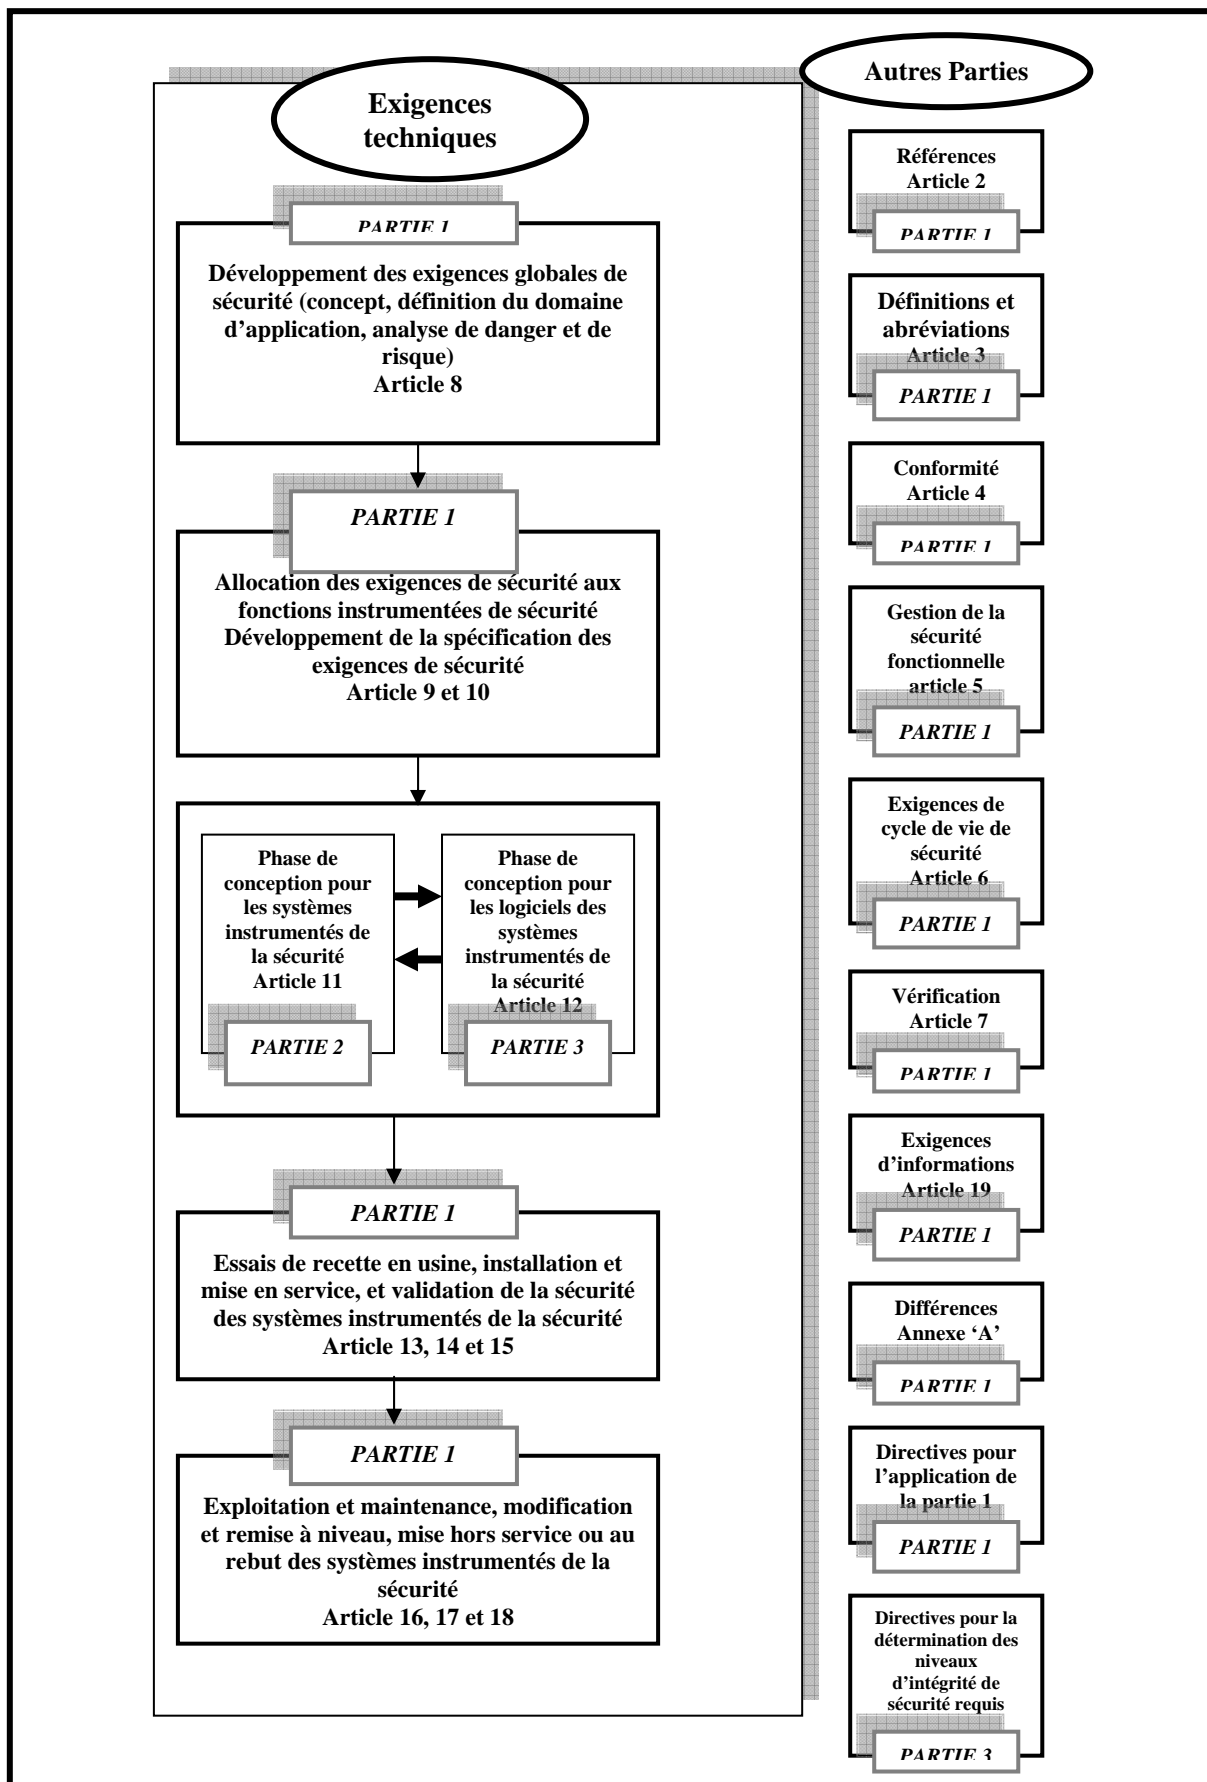 Exigences
techniques
PARTIE 1
Développement des exigences globales de
sécurité (concept, définition du domaine
d’application, analyse de danger et de
risque)
Article 8
PARTIE 1
Allocation des exigences de sécurité aux
fonctions instrumentées de sécurité
Développement de la spécification des
exigences de sécurité
Article 9 et 10
Phase de
conception pour
les systèmes
instrumentés de
la sécurité
Article 11
PARTIE 2
Phase de
conception pour
les logiciels des
systèmes
instrumentés de
la sécurité
Article 12
PARTIE 3
PARTIE 1
Essais de recette en usine, installation et
mise en service, et validation de la sécurité
des systèmes instrumentés de la sécurité
Article 13, 14 et 15
PARTIE 1
Exploitation et maintenance, modification
et remise à niveau, mise hors service ou au
rebut des systèmes instrumentés de la
sécurité
Article 16, 17 et 18
Autres Parties
Références
Article 2
PARTIE 1
Définitions et
abréviations
Article 3
PARTIE 1
Conformité
Article 4
PARTIE 1
Gestion de la
sécurité
fonctionnelle
article 5
PARTIE 1
Exigences de
cycle de vie de
sécurité
Article 6
PARTIE 1
Vérification
Article 7
PARTIE 1
Exigences
d’informations
Article 19
PARTIE 1
Différences
Annexe ‘A’
PARTIE 1
Directives pour
l’application de
la partie 1
PARTIE 1
Directives pour la
détermination des
niveaux
d’intégrité de
sécurité requis
PARTIE 3